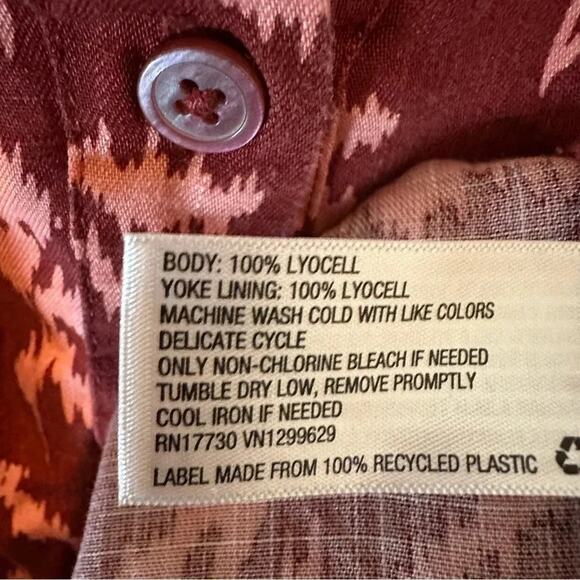 BODY: 100% LYOCELL
YOKE LINING: 100% LYOCELL
MACHINE WASH COLD WITH LIKE COLORS
DELICATE CYCLE
ONLY NON-CHLORINE BLEACH IF NEEDED
TUMBLE DRY LOW, REMOVE PROMPTLY
COOL IRON IF NEEDED
RN17730 VN1299629
LABEL MADE FROM 100% RECYCLED PLASTIC